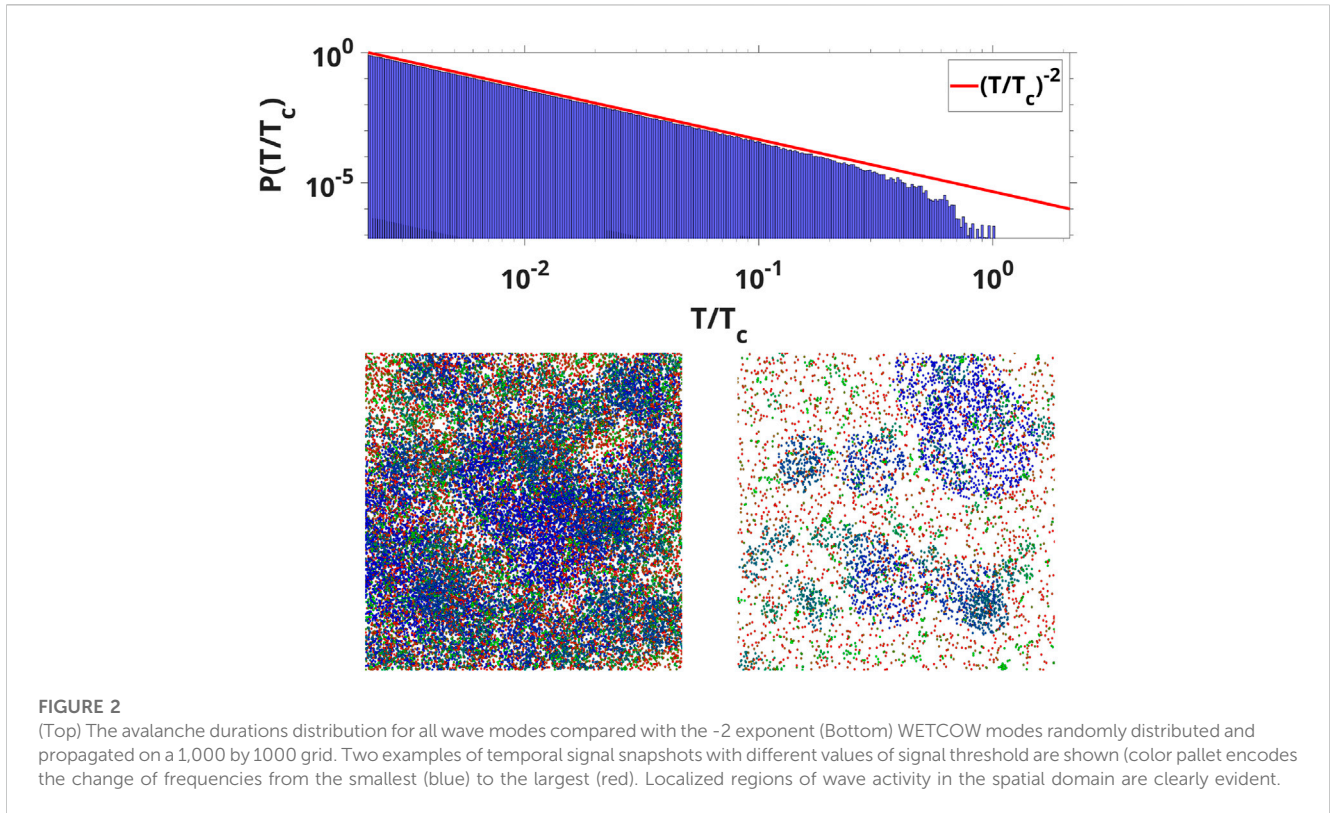 10^0
10^-5
P(T/T_c)
(T/T_c)^-2
10^-2 10^-1 10^0
T/T_c
FIGURE 2
(Top) The avalanche durations distribution for all wave modes compared with the -2 exponent (Bottom) WETCOW modes randomly distributed and
propagated on a 1,000 by 1000 grid. Two examples of temporal signal snapshots with different values of signal threshold are shown (color pallet encodes
the change of frequencies from the smallest (blue) to the largest (red). Localized regions of wave activity in the spatial domain are clearly evident.